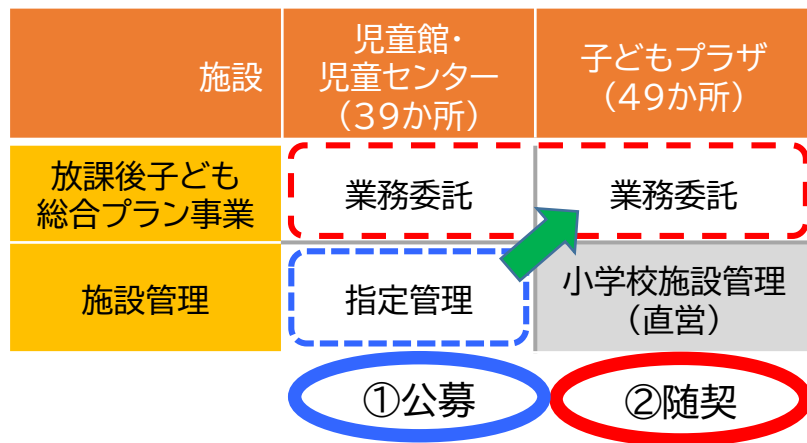 施設
児童館・
児童センター
（39か所）
子どもプラザ
（49か所）
放課後子ども
総合プラン事業
業務委託
業務委託
施設管理
指定管理
小学校施設管理
（直営）
①公募
②随契